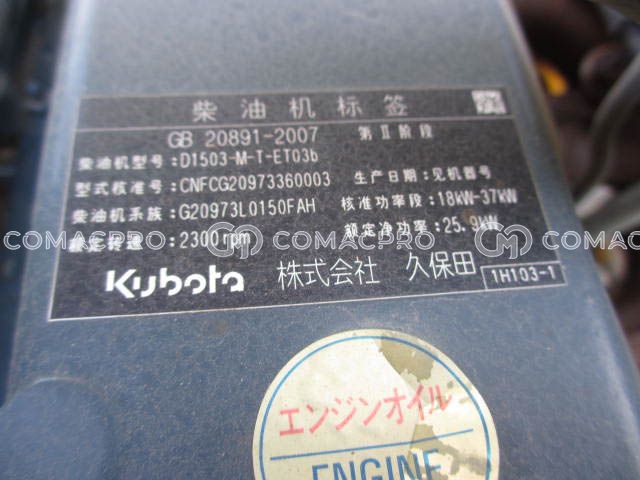 柴油机标签
GB 20891-2007 第Ⅱ阶段
柴油机型号:D1503-M-T-ET03b
型式核准号:CNFCG20973360003 生产日期:见机器号
柴油机系族:G20973L0150FAH 核准功率段:18kW-37kW
额定转速:2300rpm 额定净功率:25.9kW
Kubota 株式会社 久保田 1H103-1
COMACPRO COMACPRO COMACPRO
エンジンオイル
ENGINE